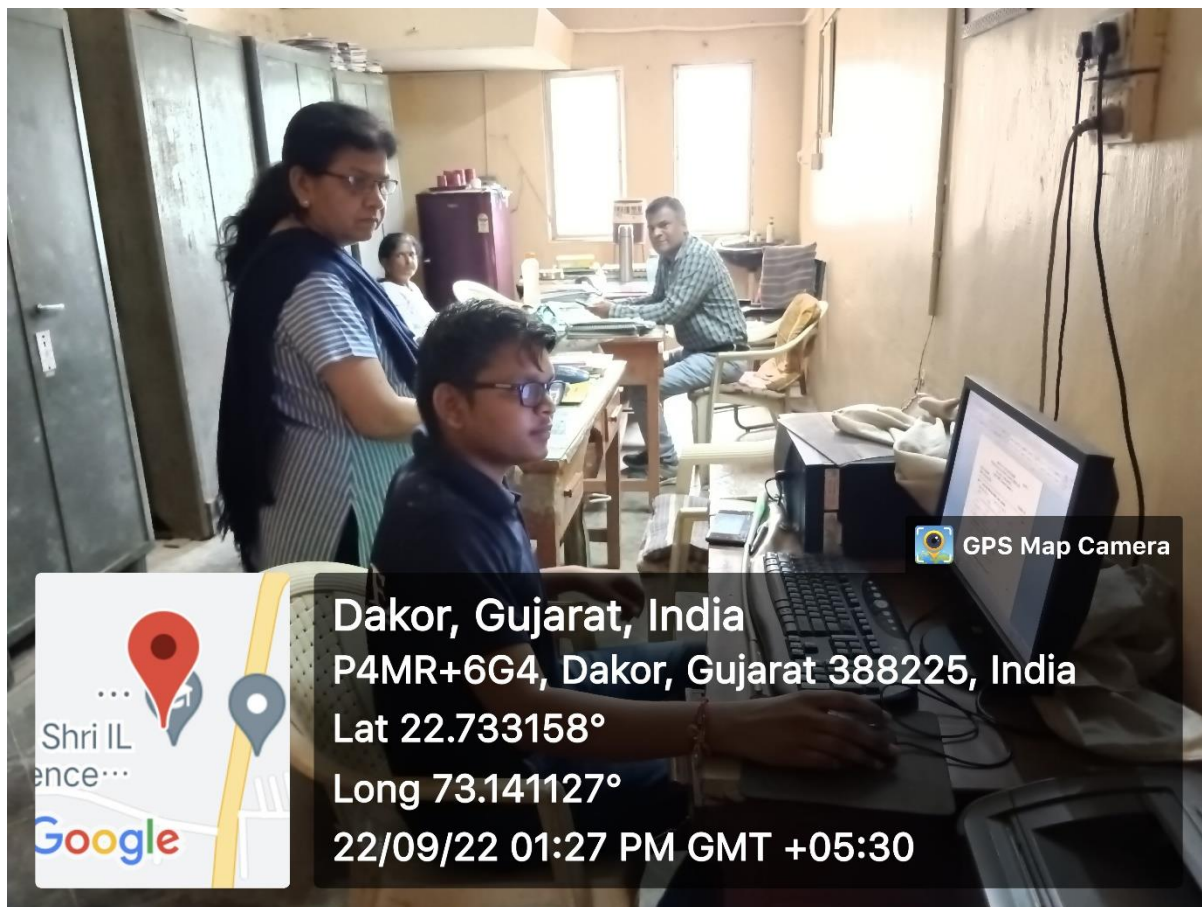 GPS Map Camera
Dakor, Gujarat, India
P4MR+6G4, Dakor, Gujarat 388225, India
Lat 22.733158°
Long 73.141127°
22/09/22 01:27 PM GMT +05:30
...
Shri IL
ence...
Google